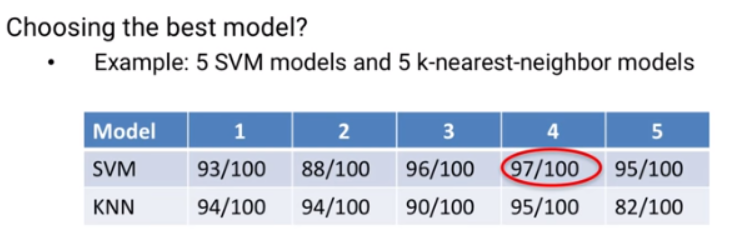 Choosing the best model?
• Example: 5 SVM models and 5 k-nearest-neighbor models
Model 1 2 3 4 5
SVM 93/100 88/100 96/100 97/100 95/100
KNN 94/100 94/100 90/100 95/100 82/100